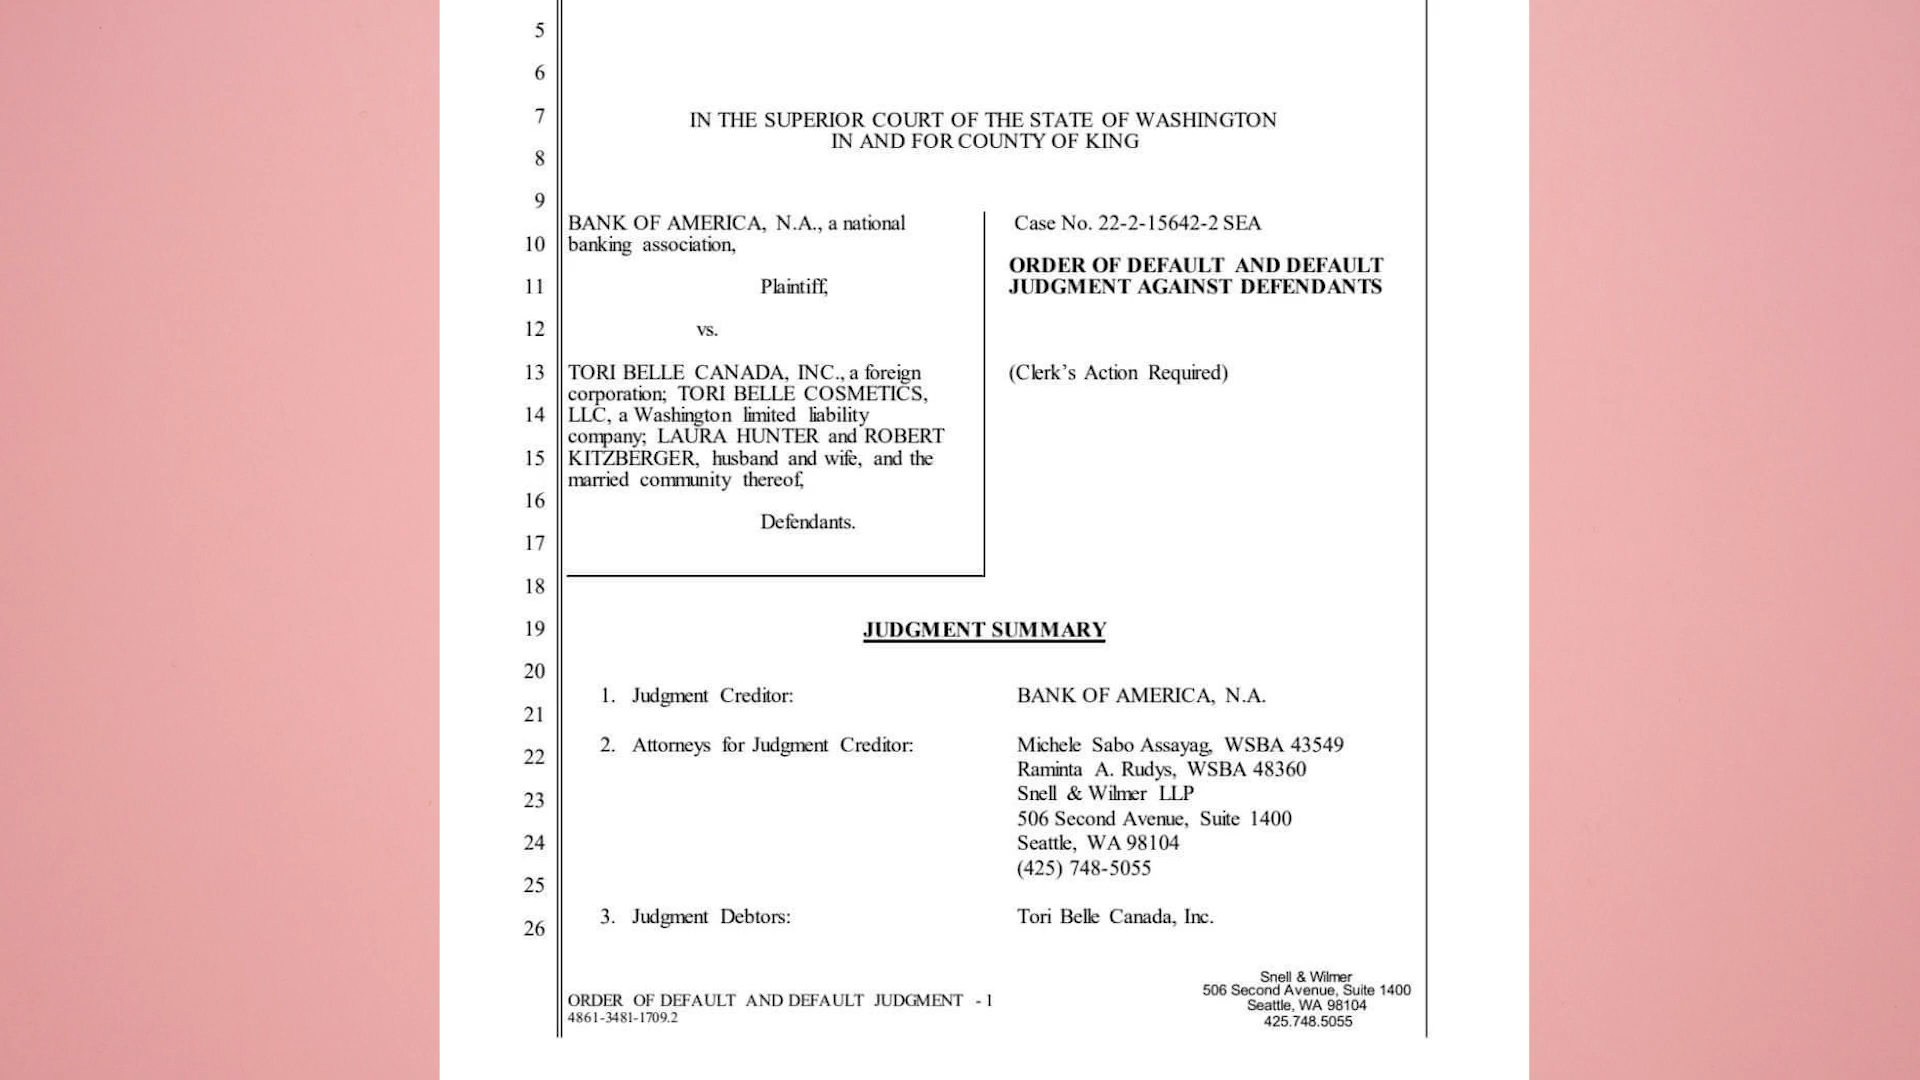 5
6
7
IN THE SUPERIOR COURT OF THE STATE OF WASHINGTON
IN AND FOR COUNTY OF KING
8
9
BANK OF AMERICA, N.A., a national
10
banking association,
11
Plaintiff,
12
vs.
13
TORI BELLE CANADA, INC., a foreign
corporation; TORI BELLE COSMETICS,
14
LLC, a Washington limited liability
company; LAURA HUNTER and ROBERT
15
KITZBERGER, husband and wife, and the
married community thereof,
16
Defendants.
17
Case No. 22-2-15642-2 SEA
ORDER OF DEFAULT AND DEFAULT
JUDGMENT AGAINST DEFENDANTS
(Clerk's Action Required)
18
19
JUDGMENT SUMMARY
20
1. Judgment Creditor: BANK OF AMERICA, N.A.
21
2. Attorneys for Judgment Creditor: Michele Sabo Assayag, WSBA 43549
22
Raminta A. Rudys, WSBA 48360
23
Snell & Wilmer LLP
506 Second Avenue, Suite 1400
24
Seattle, WA 98104
(425) 748-5055
25
3. Judgment Debtors: Tori Belle Canada, Inc.
26
ORDER OF DEFAULT AND DEFAULT JUDGMENT - 1
4861-3481-1709.2
Snell & Wilmer
506 Second Avenue, Suite 1400
Seattle, WA 98104
425.748.5055